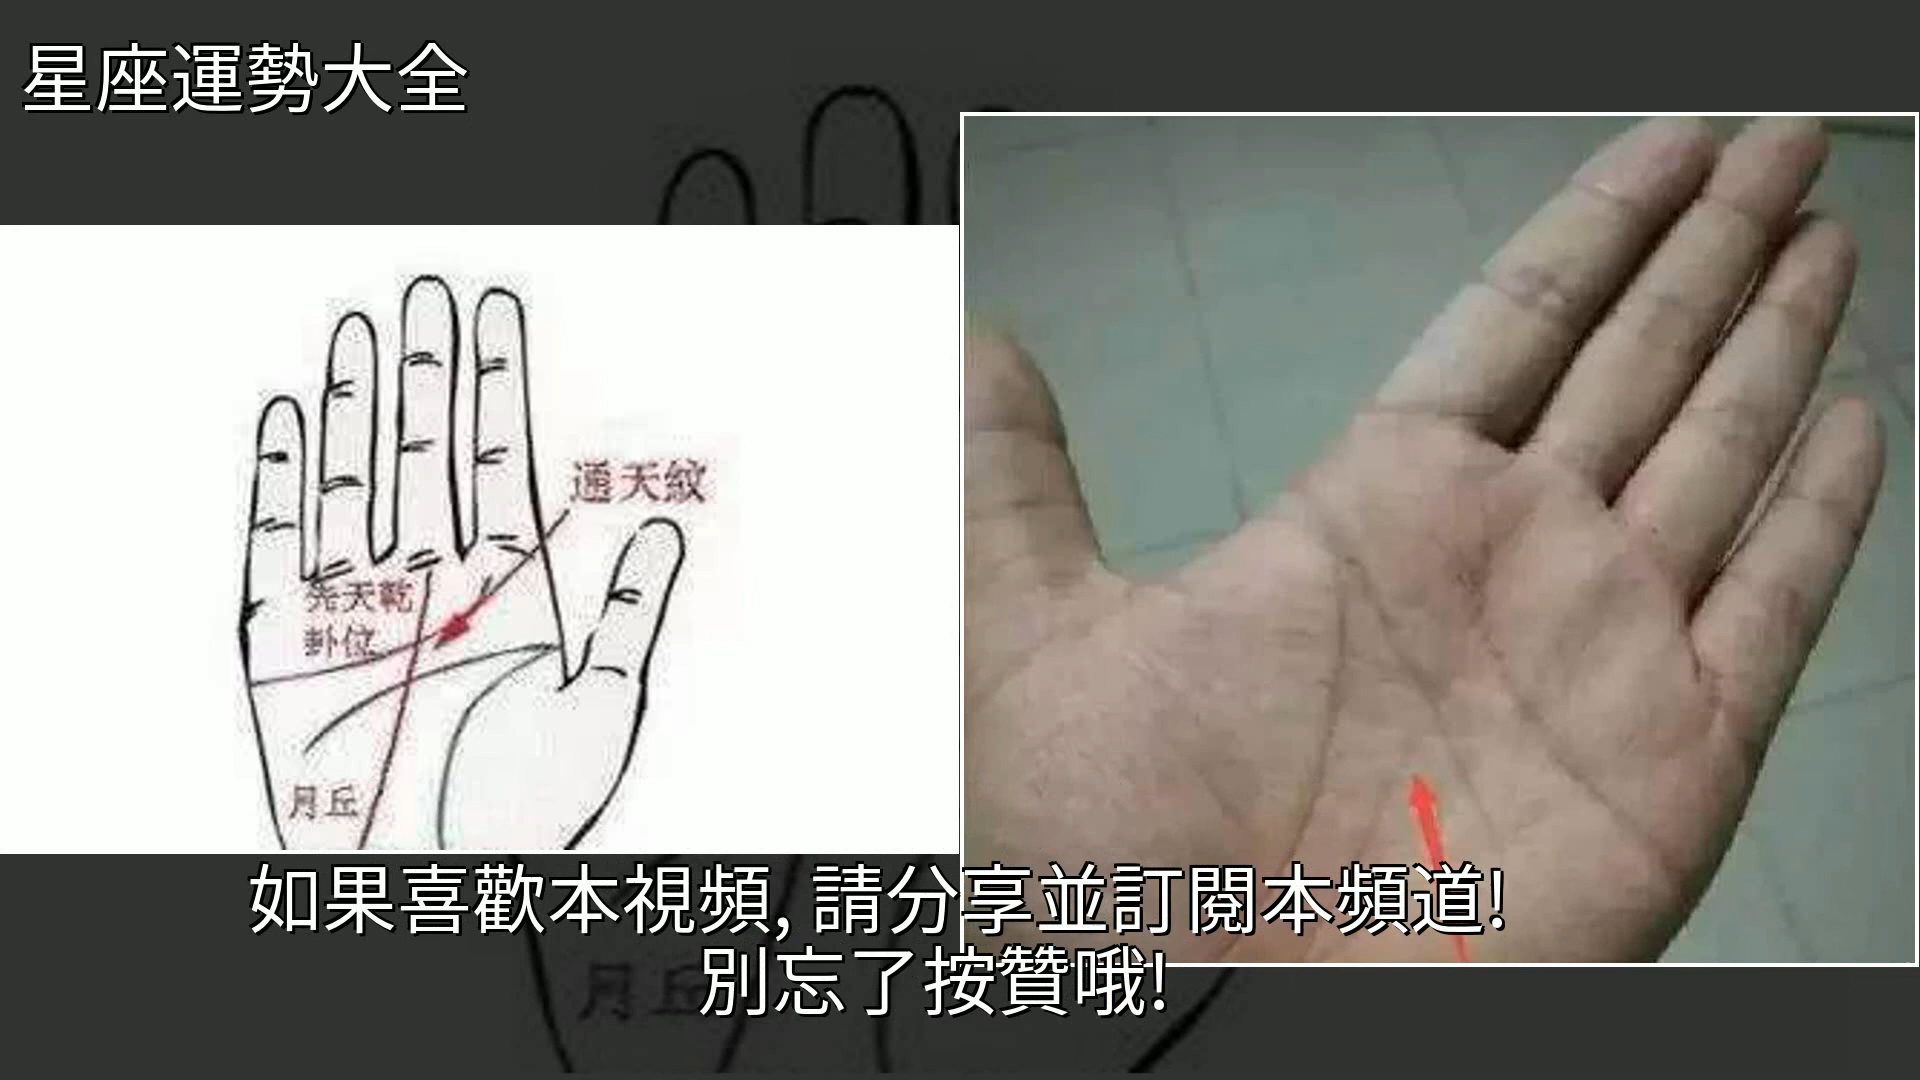 星座運勢大全
通天紋
先天乾
卦位
月丘
如果喜歡本視頻, 請分享並訂閱本頻道!
別忘了按贊哦!
月丘